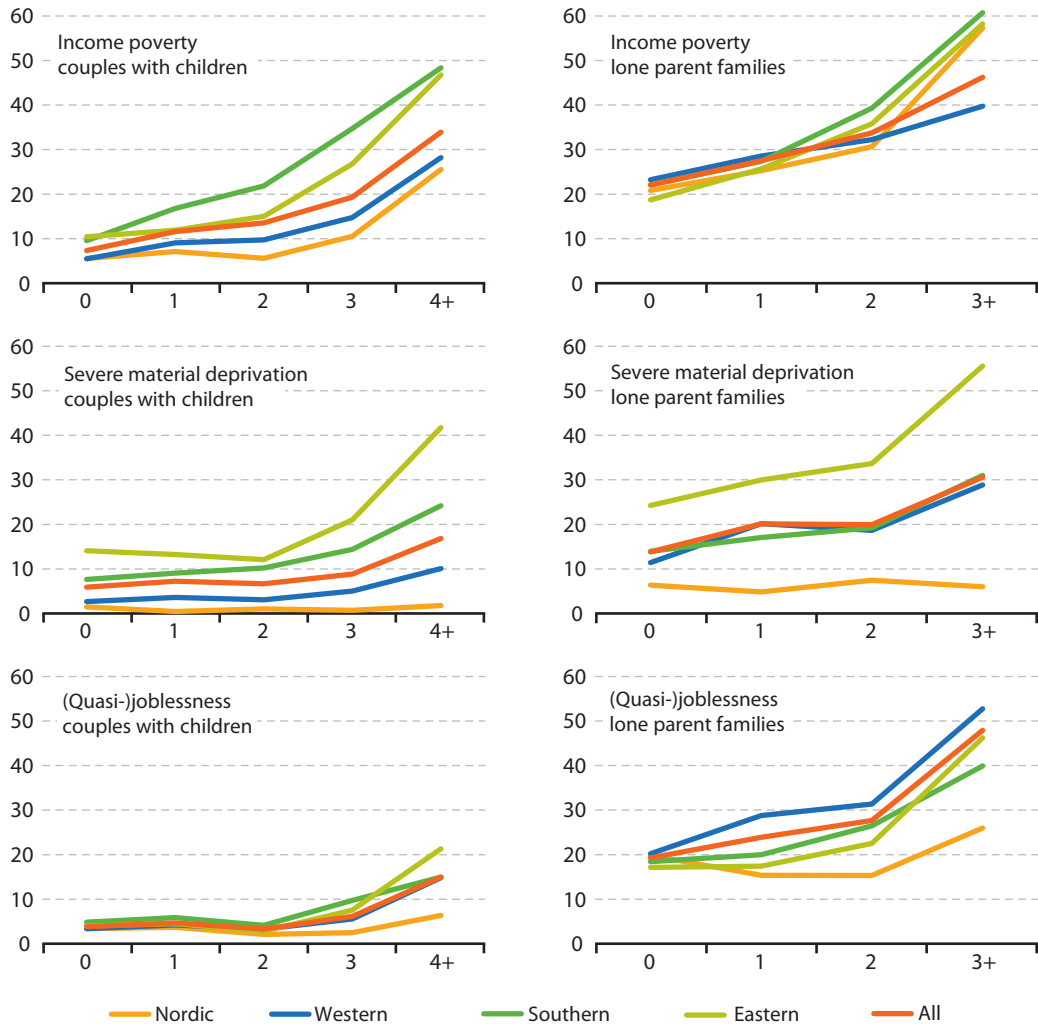 60
50
40
30
20
10
0
Income poverty
couples with children
0 1 2 3 4+
60
50
40
30
20
10
0
Income poverty
lone parent families
0 1 2 3+
60
50
40
30
20
10
0
Severe material deprivation
couples with children
0 1 2 3 4+
60
50
40
30
20
10
0
Severe material deprivation
lone parent families
0 1 2 3+
60
50
40
30
20
10
0
(Quasi-)joblessness
couples with children
0 1 2 3 4+
60
50
40
30
20
10
0
(Quasi-)joblessness
lone parent families
0 1 2 3+
Nordic Western Southern Eastern All